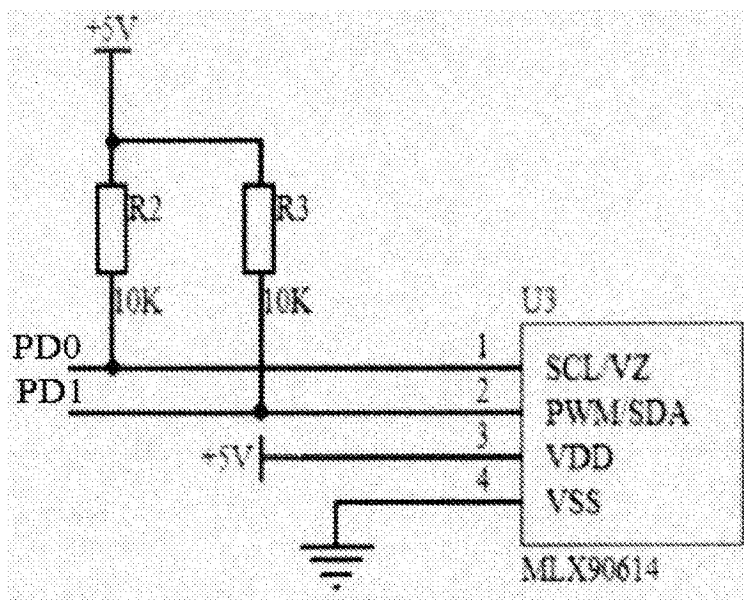 +5V
R2
R3
10K
10K
U3
PD0
1
SCL/VZ
PD1
2
PWM/SDA
+5V
3
VDD
4
VSS
MLX90614